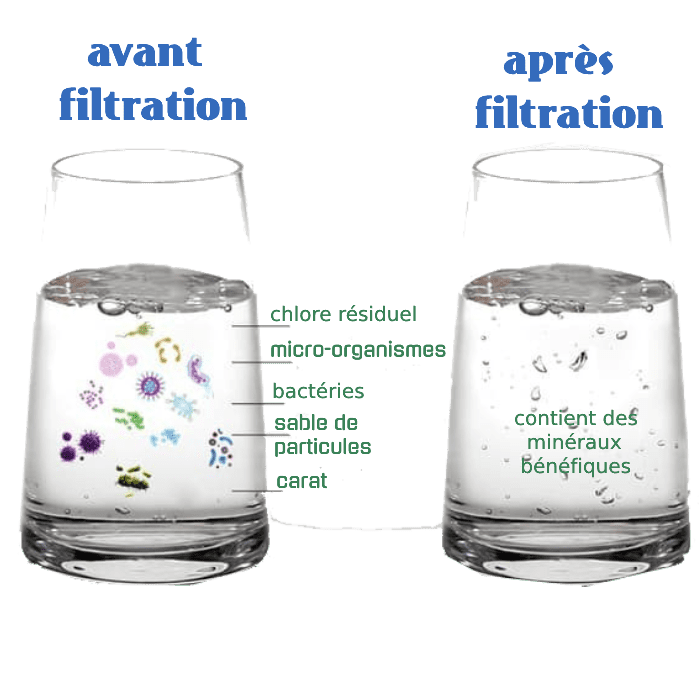 avant
filtration
après
filtration
chlore résiduel
micro-organismes
bactéries
sable de
particules
carat
contient des
minéraux
bénéfiques